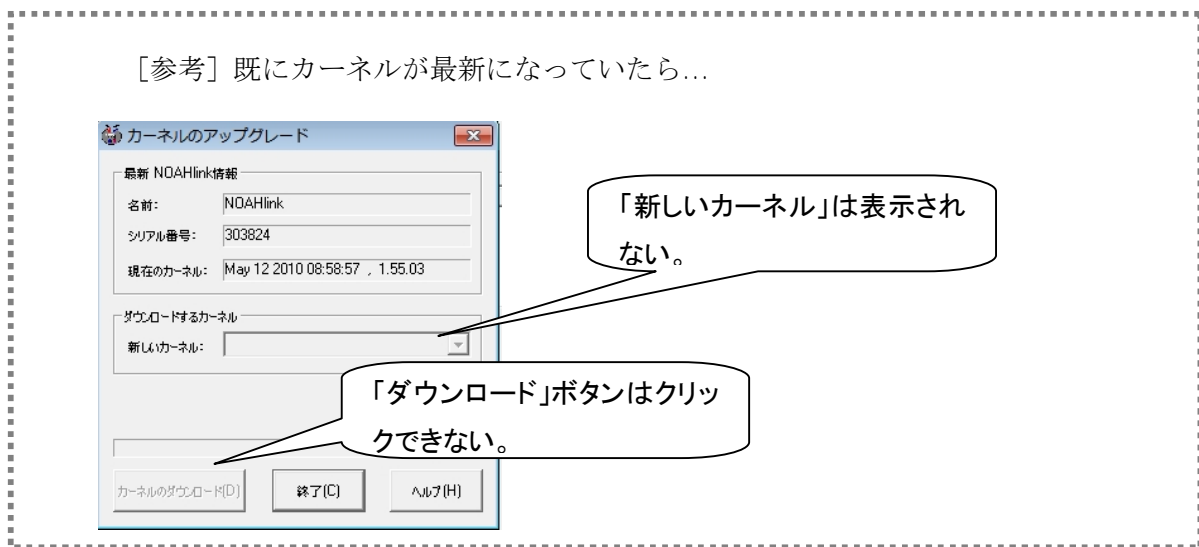 ［参考］既にカーネルが最新になっていたら…
カーネルのアップグレード
最新 NOAHlink情報
名前:
NOAHlink
シリアル番号:
303824
現在のカーネル:
May 12 2010 08:58:57 , 1.55.03
「新しいカーネル」は表示され
ない。
ダウンロードするカーネル
新しいカーネル:
「ダウンロード」ボタンはクリッ
クできない。
カーネルのダウンロード(D)
終了(C)
ヘルプ(H)